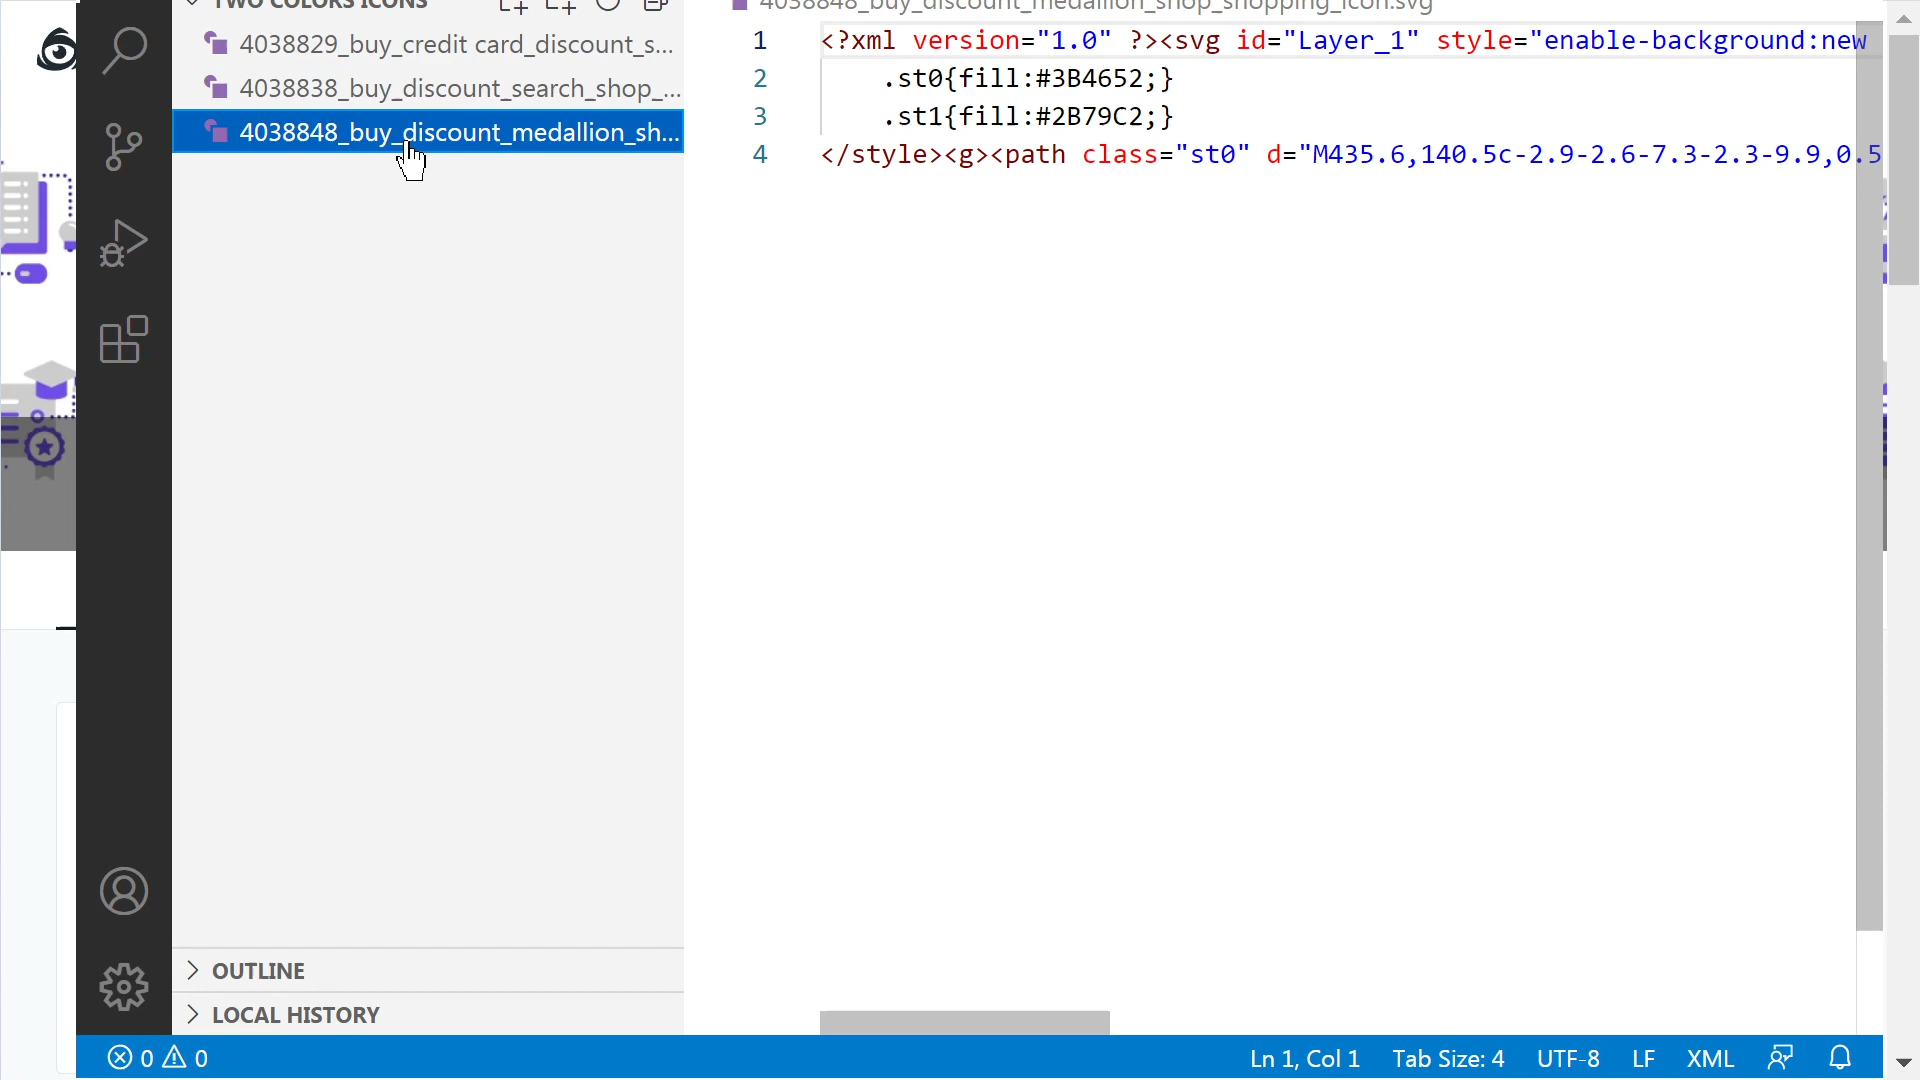 TWO COLORS ICONS
4038848_buy_discount_medallion_shop_shopping_icon.svg
4038829_buy_credit card_discount_s...
4038838_buy_discount_search_shop_...
4038848_buy_discount_medallion_sh...
1 <?xml version="1.0" ?><svg id="Layer_1" style="enable-background:new
2 .st0{fill:#3B4652;}
3 .st1{fill:#2B79C2;}
4 </style><g><path class="st0" d="M435.6,140.5c-2.9-2.6-7.3-2.3-9.9,0.5
OUTLINE
LOCAL HISTORY
0 0 Ln 1, Col 1 Tab Size: 4 UTF-8 LF XML